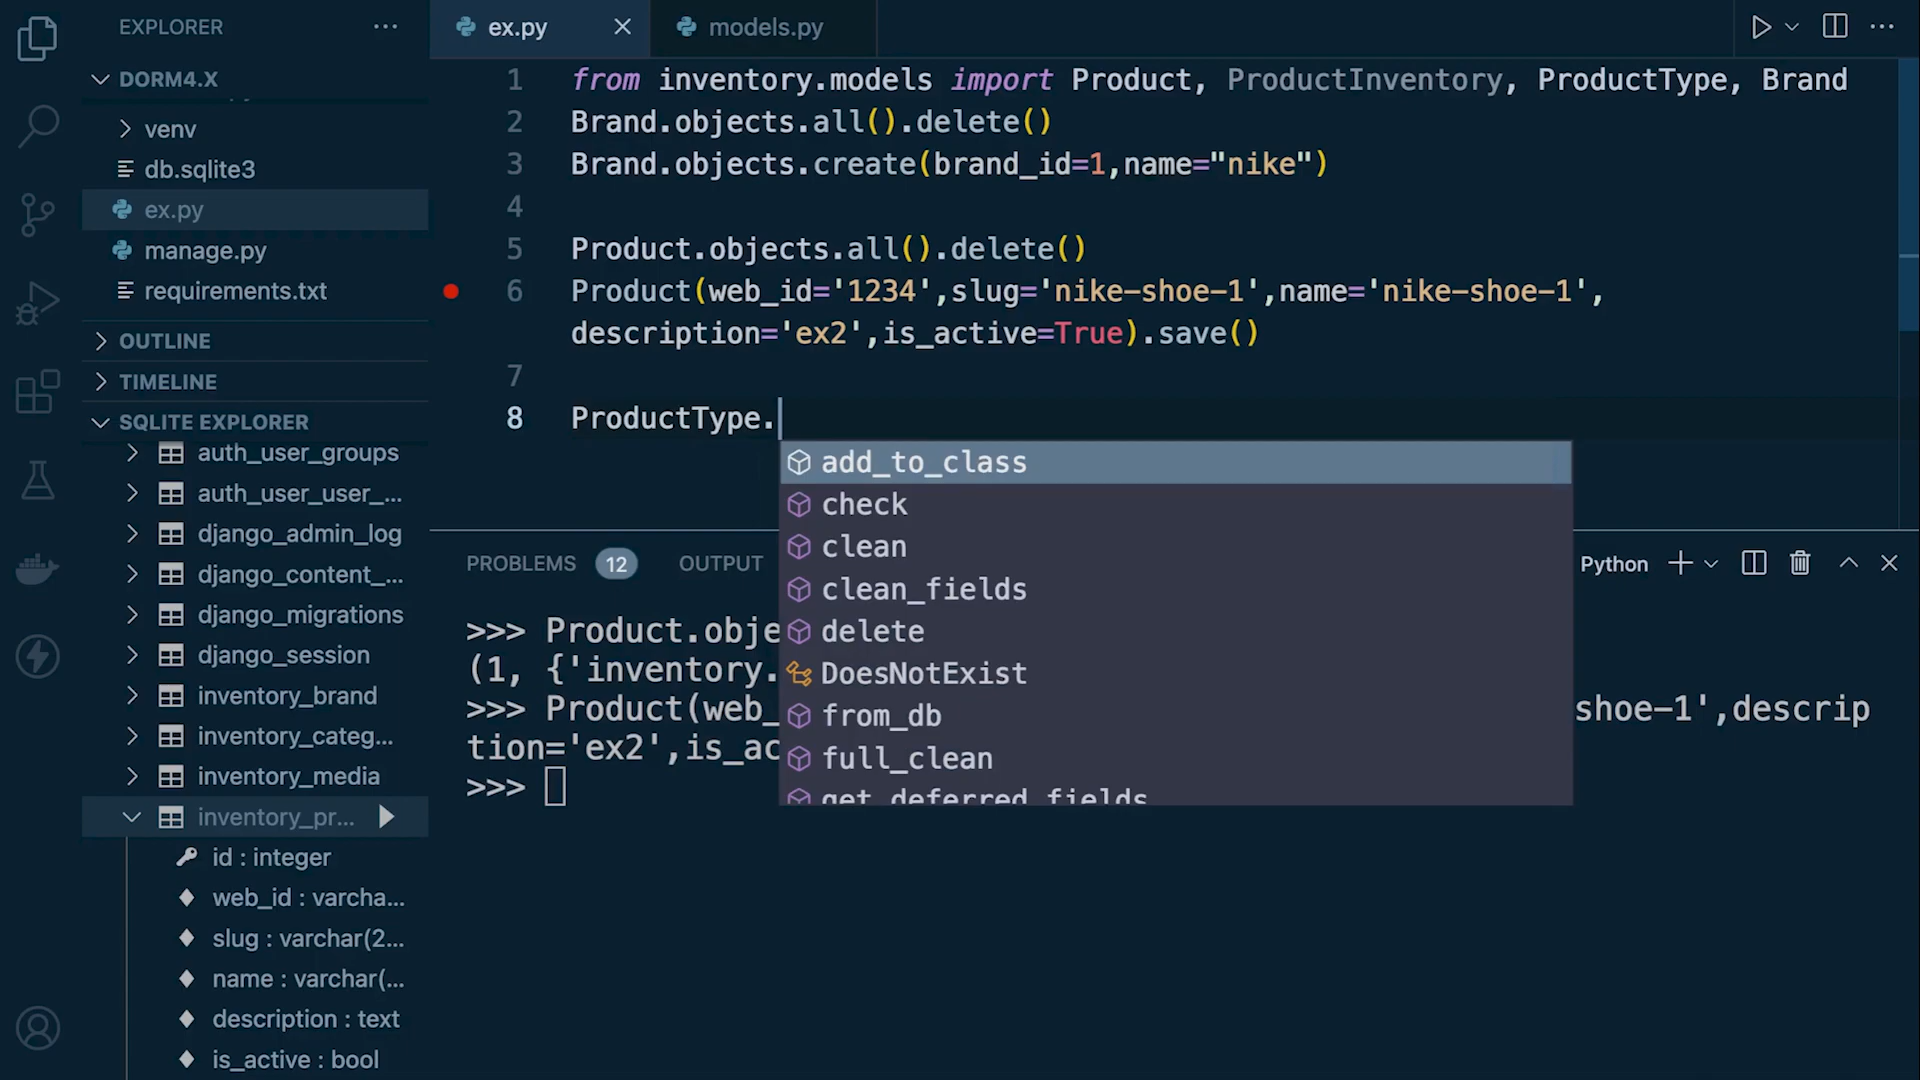 EXPLORER
DORM4.X
venv
db.sqlite3
ex.py
manage.py
requirements.txt
OUTLINE
TIMELINE
SQLITE EXPLORER
auth_user_groups
auth_user_user_...
django_admin_log
django_content_...
django_migrations
django_session
inventory_brand
inventory_categ...
inventory_media
inventory_pr...
id : integer
web_id : varcha...
slug : varchar(2...
name : varchar(...
description : text
is_active : bool
ex.py
models.py
1 from inventory.models import Product, ProductInventory, ProductType, Brand
2 Brand.objects.all().delete()
3 Brand.objects.create(brand_id=1,name="nike")
4
5 Product.objects.all().delete()
6 Product(web_id='1234',slug='nike-shoe-1',name='nike-shoe-1',
description='ex2',is_active=True).save()
7
8 ProductType.
add_to_class
check
clean
clean_fields
delete
DoesNotExist
from_db
full_clean
get_deferred_fields
PROBLEMS 12 OUTPUT Python
>>> Product.obje
(1, {'inventory.
>>> Product(web_ shoe-1',descrip
tion='ex2',is_ac
>>>